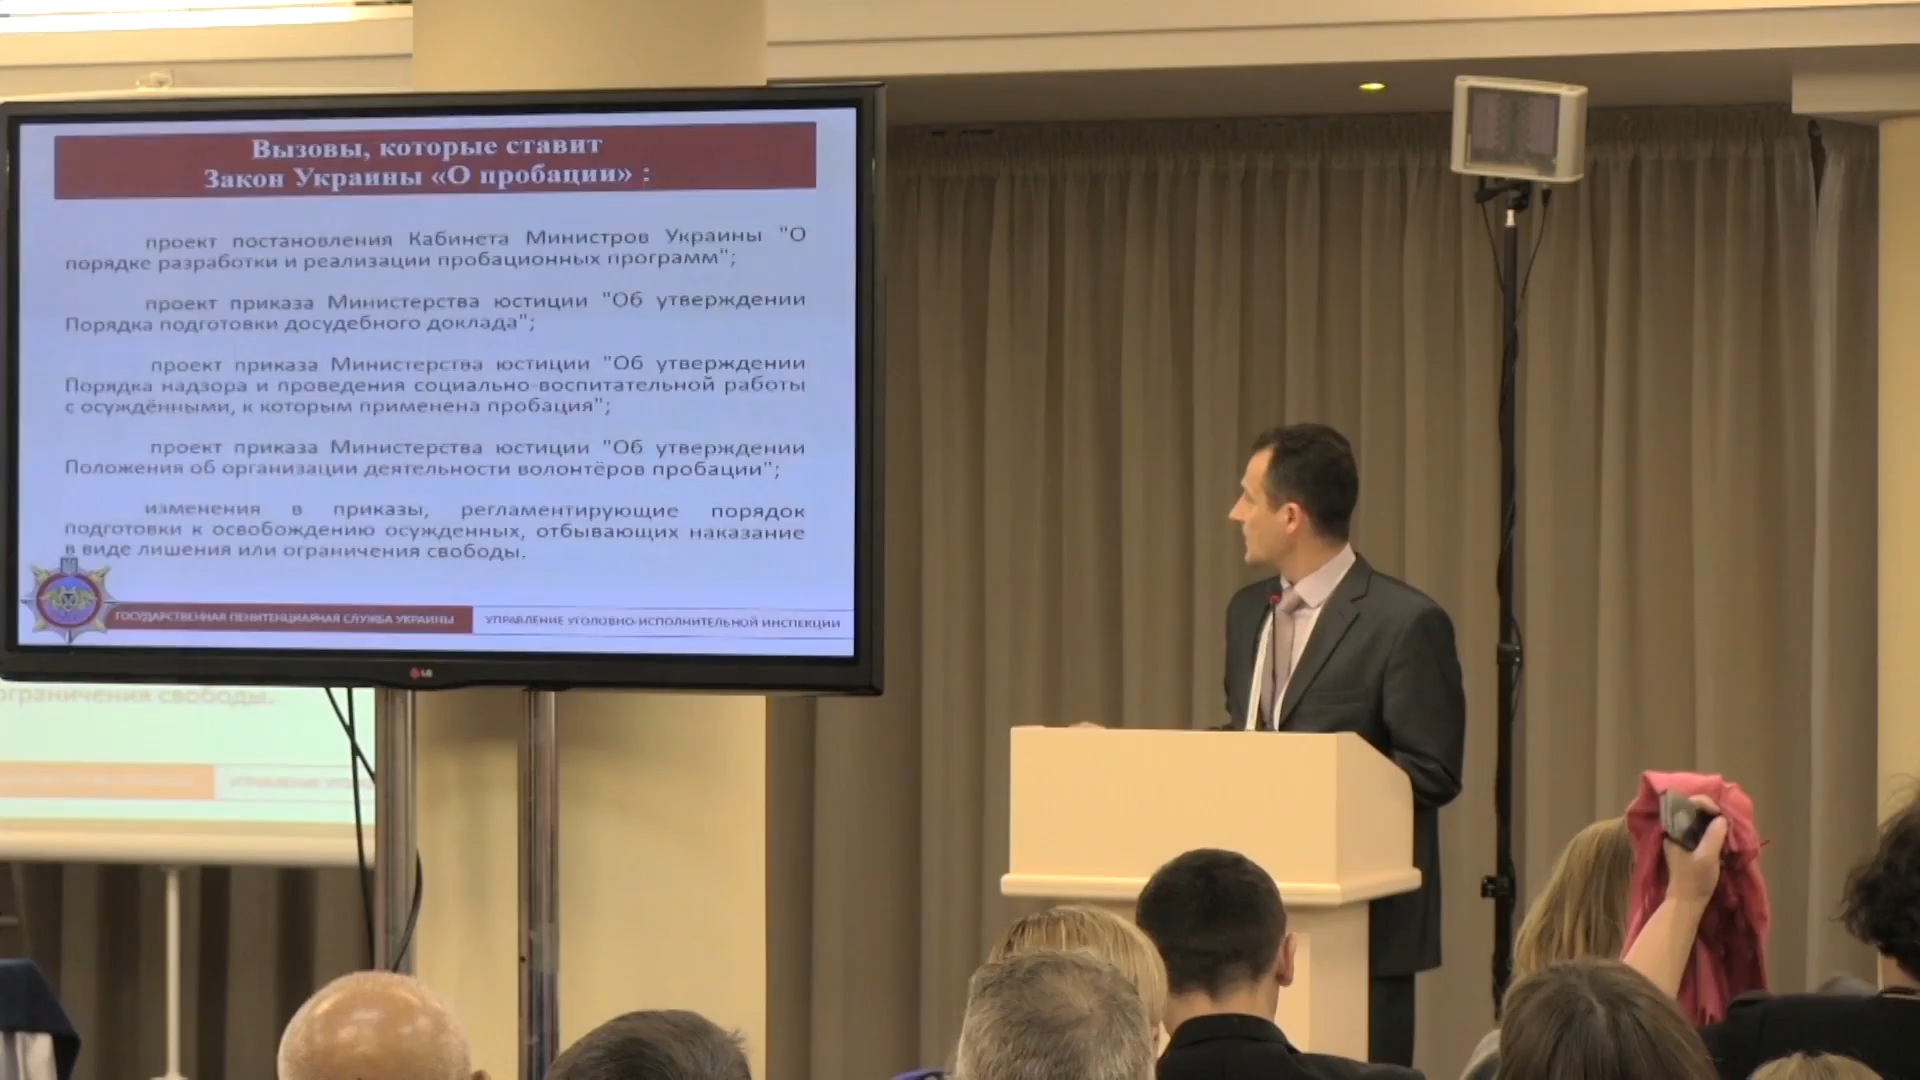 Вызовы, которые ставит
Закон Украины «О пробации» :
проект постановления Кабинета Министров Украины "О
порядке разработки и реализации пробационных программ";
проект приказа Министерства юстиции "Об утверждении
Порядка подготовки досудебного доклада";
проект приказа Министерства юстиции "Об утверждении
Порядка надзора и проведения социально-воспитательной работы
с осуждёнными, к которым применена пробация";
проект приказа Министерства юстиции "Об утверждении
Положения об организации деятельности волонтёров пробации";
изменения в приказы, регламентирующие порядок
подготовки к освобождению осужденных, отбывающих наказание
в виде лишения или ограничения свободы.
ГОСУДАРСТВЕННАЯ ПЕНИТЕНЦИАРНАЯ СЛУЖБА УКРАИНЫ
УПРАВЛЕНИЕ УГОЛОВНО-ИСПОЛНИТЕЛЬНОЙ ИНСПЕКЦИИ
LG
ограничения свободы.